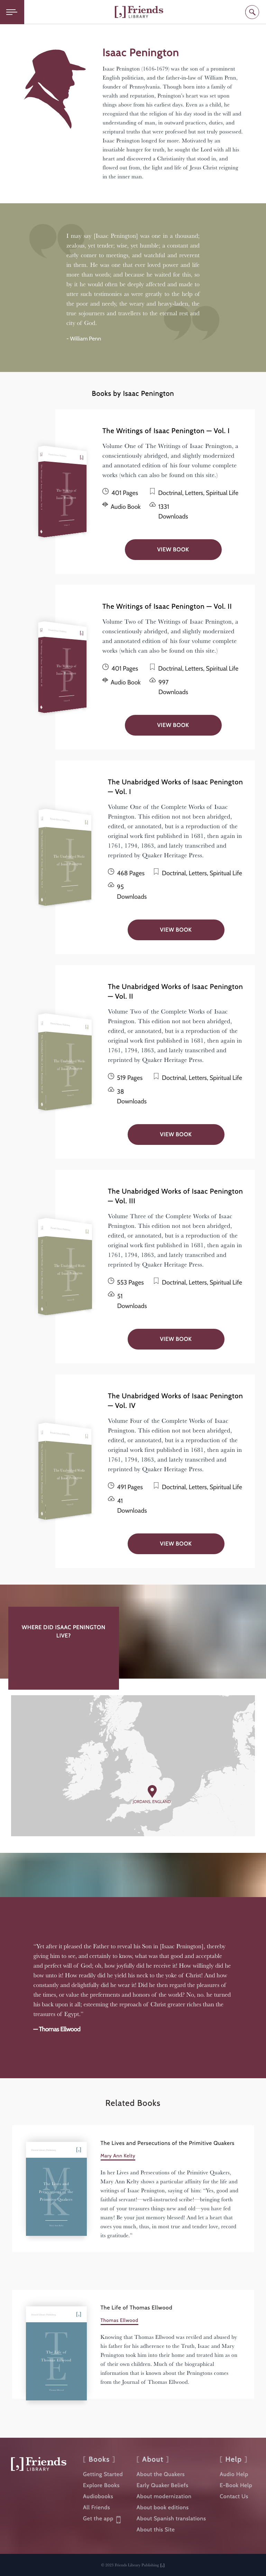 Friends
LIBRARY
Isaac Penington
Isaac Penington (1616-1679) was the son of a prominent
English politician, and the father-in-law of William Penn,
founder of Pennsylvania. Though born into a family of
wealth and reputation, Penington's heart was set upon
things above from his earliest days. Even as a child, he
recognized that the religion of his day stood in the will and
understanding of man, in outward practices, duties, and
scriptural truths that were professed but not truly possessed.
Isaac Penington longed for more. Motivated by an
insatiable hunger for truth, he sought the Lord with all his
heart and discovered a Christianity that stood in, and
flowed out from, the light and life of Jesus Christ reigning
in the inner man.
I may say [Isaac Penington] was one in a thousand;
zealous, yet tender; wise, yet humble; a constant and
early comer to meetings, and watchful and reverent
in them. He was one that ever loved power and life
more than words; and because he waited for this, so
by it he would often be deeply affected and made to
utter such testimonies as were greatly to the help of
the poor and needy, the weary and heavy-laden, the
true sojourners and travellers to the eternal rest and
city of God.
- William Penn
Books by Isaac Penington
The Writings of Isaac Penington — Vol. I
Volume One of The Writings of Isaac Penington, a
conscientiously abridged, and slightly modernized
and annotated edition of his four volume complete
works (which can also be found on this site.)
401 Pages
Doctrinal, Letters, Spiritual Life
Audio Book
1331
Downloads
VIEW BOOK
The Writings of Isaac Penington — Vol. II
Volume Two of The Writings of Isaac Penington, a
conscientiously abridged, and slightly modernized
and annotated edition of his four volume complete
works (which can also be found on this site.)
401 Pages
Doctrinal, Letters, Spiritual Life
Audio Book
997
Downloads
VIEW BOOK
The Unabridged Works of Isaac Penington
— Vol. I
Volume One of the Complete Works of Isaac
Penington. This edition not not been abridged,
edited, or annotated, but is a reproduction of the
original work first published in 1681, then again in
1761, 1794, 1863, and lately transcribed and
reprinted by Quaker Heritage Press.
468 Pages
Doctrinal, Letters, Spiritual Life
95
Downloads
VIEW BOOK
The Unabridged Works of Isaac Penington
— Vol. II
Volume Two of the Complete Works of Isaac
Penington. This edition not not been abridged,
edited, or annotated, but is a reproduction of the
original work first published in 1681, then again in
1761, 1794, 1863, and lately transcribed and
reprinted by Quaker Heritage Press.
519 Pages
Doctrinal, Letters, Spiritual Life
38
Downloads
VIEW BOOK
The Unabridged Works of Isaac Penington
— Vol. III
Volume Three of the Complete Works of Isaac
Penington. This edition not not been abridged,
edited, or annotated, but is a reproduction of the
original work first published in 1681, then again in
1761, 1794, 1863, and lately transcribed and
reprinted by Quaker Heritage Press.
553 Pages
Doctrinal, Letters, Spiritual Life
51
Downloads
VIEW BOOK
The Unabridged Works of Isaac Penington
— Vol. IV
Volume Four of the Complete Works of Isaac
Penington. This edition not not been abridged,
edited, or annotated, but is a reproduction of the
original work first published in 1681, then again in
1761, 1794, 1863, and lately transcribed and
reprinted by Quaker Heritage Press.
491 Pages
Doctrinal, Letters, Spiritual Life
41
Downloads
VIEW BOOK
WHERE DID ISAAC PENINGTON
LIVE?
JORDANS, ENGLAND
“Yet after it pleased the Father to reveal his Son in [Isaac Penington], thereby
giving him to see, and certainly to know, what was that good and acceptable
and perfect will of God; oh, how joyfully did he receive it! How willingly did he
bow unto it! How readily did he yield his neck to the yoke of Christ! And how
constantly and delightfully did he wear it! Did he then regard the pleasures of
the times, or value the preferments and honors of the world? No, no, he turned
his back upon it all; esteeming the reproach of Christ greater riches than the
treasures of Egypt.”
— Thomas Ellwood
Related Books
The Lives and Persecutions of the Primitive Quakers
Mary Ann Kelty
In her Lives and Persecutions of the Primitive Quakers,
Mary Ann Kelty has a particular affinity for the life and
writings of Isaac Penington, saying of him: “Yes, good and
faithful servant!—well-instructed scribe!—bringing forth
out of your treasures things new and old—you have fed
many! Be your just memory blessed! And let a heart that
owes you much, thus, in most true and tender love, record
its gratitude.”
The Life of Thomas Ellwood
Thomas Ellwood
Knowing that Thomas Ellwood was reviled and abused by
his father for his adherence to the Truth, Isaac and Mary
Penington took him into their home and treated him as on
of their own children. Much of the biographical
information that is known about the Peningtons comes
from the Journal of Thomas Ellwood.
Friends
LIBRARY
[ Books ]
Getting Started
Explore Books
Audiobooks
All Friends
Get the app
[ About ]
About the Quakers
Early Quaker Beliefs
About modernization
About book editions
About Spanish translations
About this Site
[ Help ]
Audio Help
E-Book Help
Contact Us